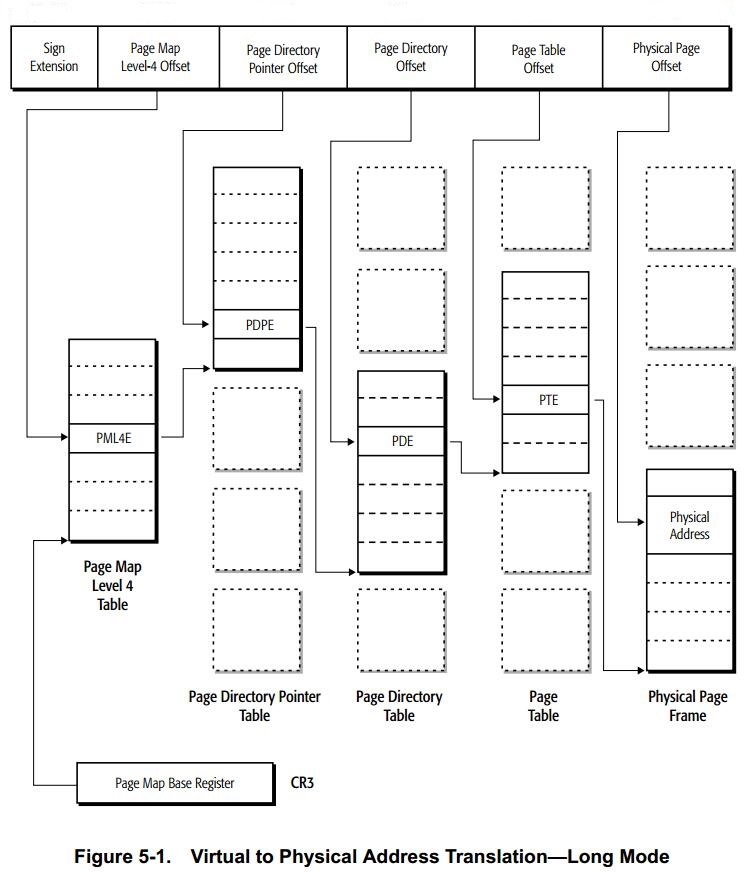 Sign
Extension
Page Map
Level-4 Offset
Page Directory
Pointer Offset
Page Directory
Offset
Page Table
Offset
Physical Page
Offset
PDPE
PTE
PML4E
PDE
Physical
Address
Page Map
Level 4
Table
Page Directory Pointer
Table
Page Directory
Table
Page
Table
Physical Page
Frame
Page Map Base Register
CR3
Figure 5-1. Virtual to Physical Address Translation—Long Mode